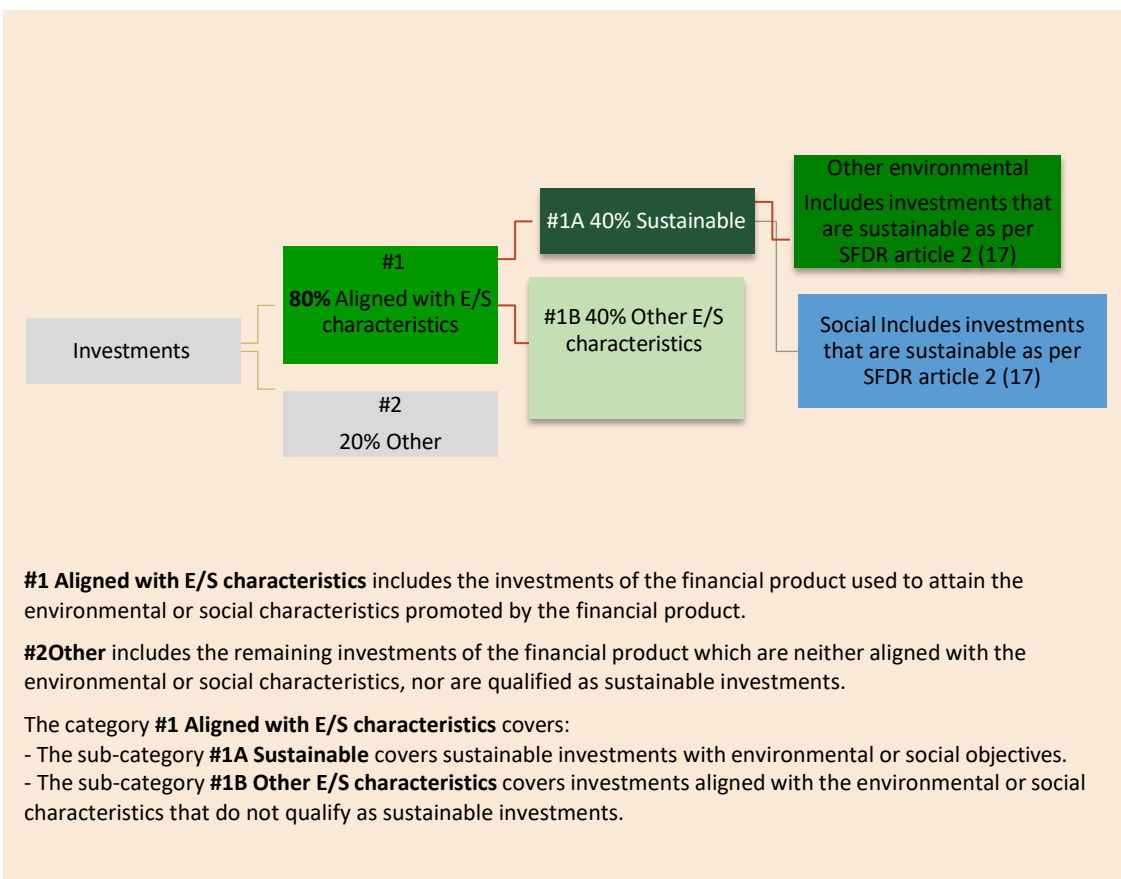 Investments
#1
80% Aligned with E/S
characteristics
#2
20% Other
#1A 40% Sustainable
#1B 40% Other E/S
characteristics
Other environmental
Includes investments that
are sustainable as per
SFDR article 2 (17)
Social Includes investments
that are sustainable as per
SFDR article 2 (17)
#1 Aligned with E/S characteristics includes the investments of the financial product used to attain the
environmental or social characteristics promoted by the financial product.
#2Other includes the remaining investments of the financial product which are neither aligned with the
environmental or social characteristics, nor are qualified as sustainable investments.
The category #1 Aligned with E/S characteristics covers:
- The sub-category #1A Sustainable covers sustainable investments with environmental or social objectives.
- The sub-category #1B Other E/S characteristics covers investments aligned with the environmental or social
characteristics that do not qualify as sustainable investments.